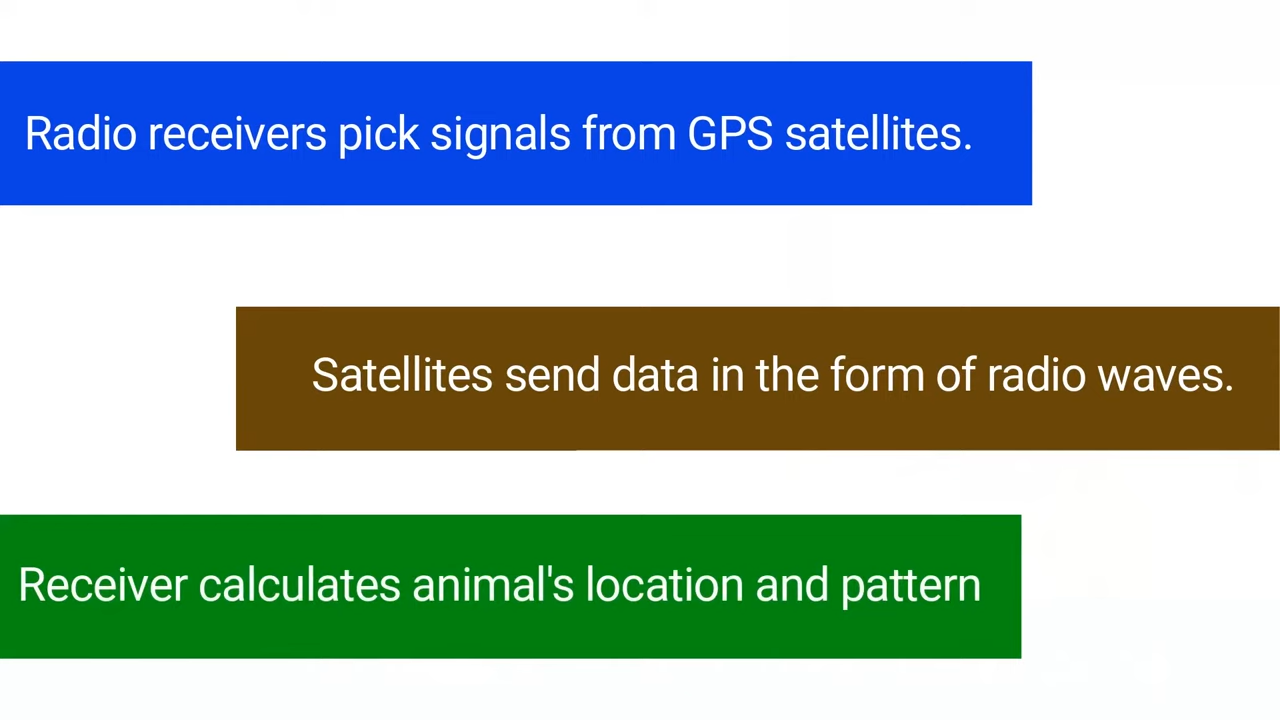 Radio receivers pick signals from GPS satellites.
Satellites send data in the form of radio waves.
Receiver calculates animal's location and pattern